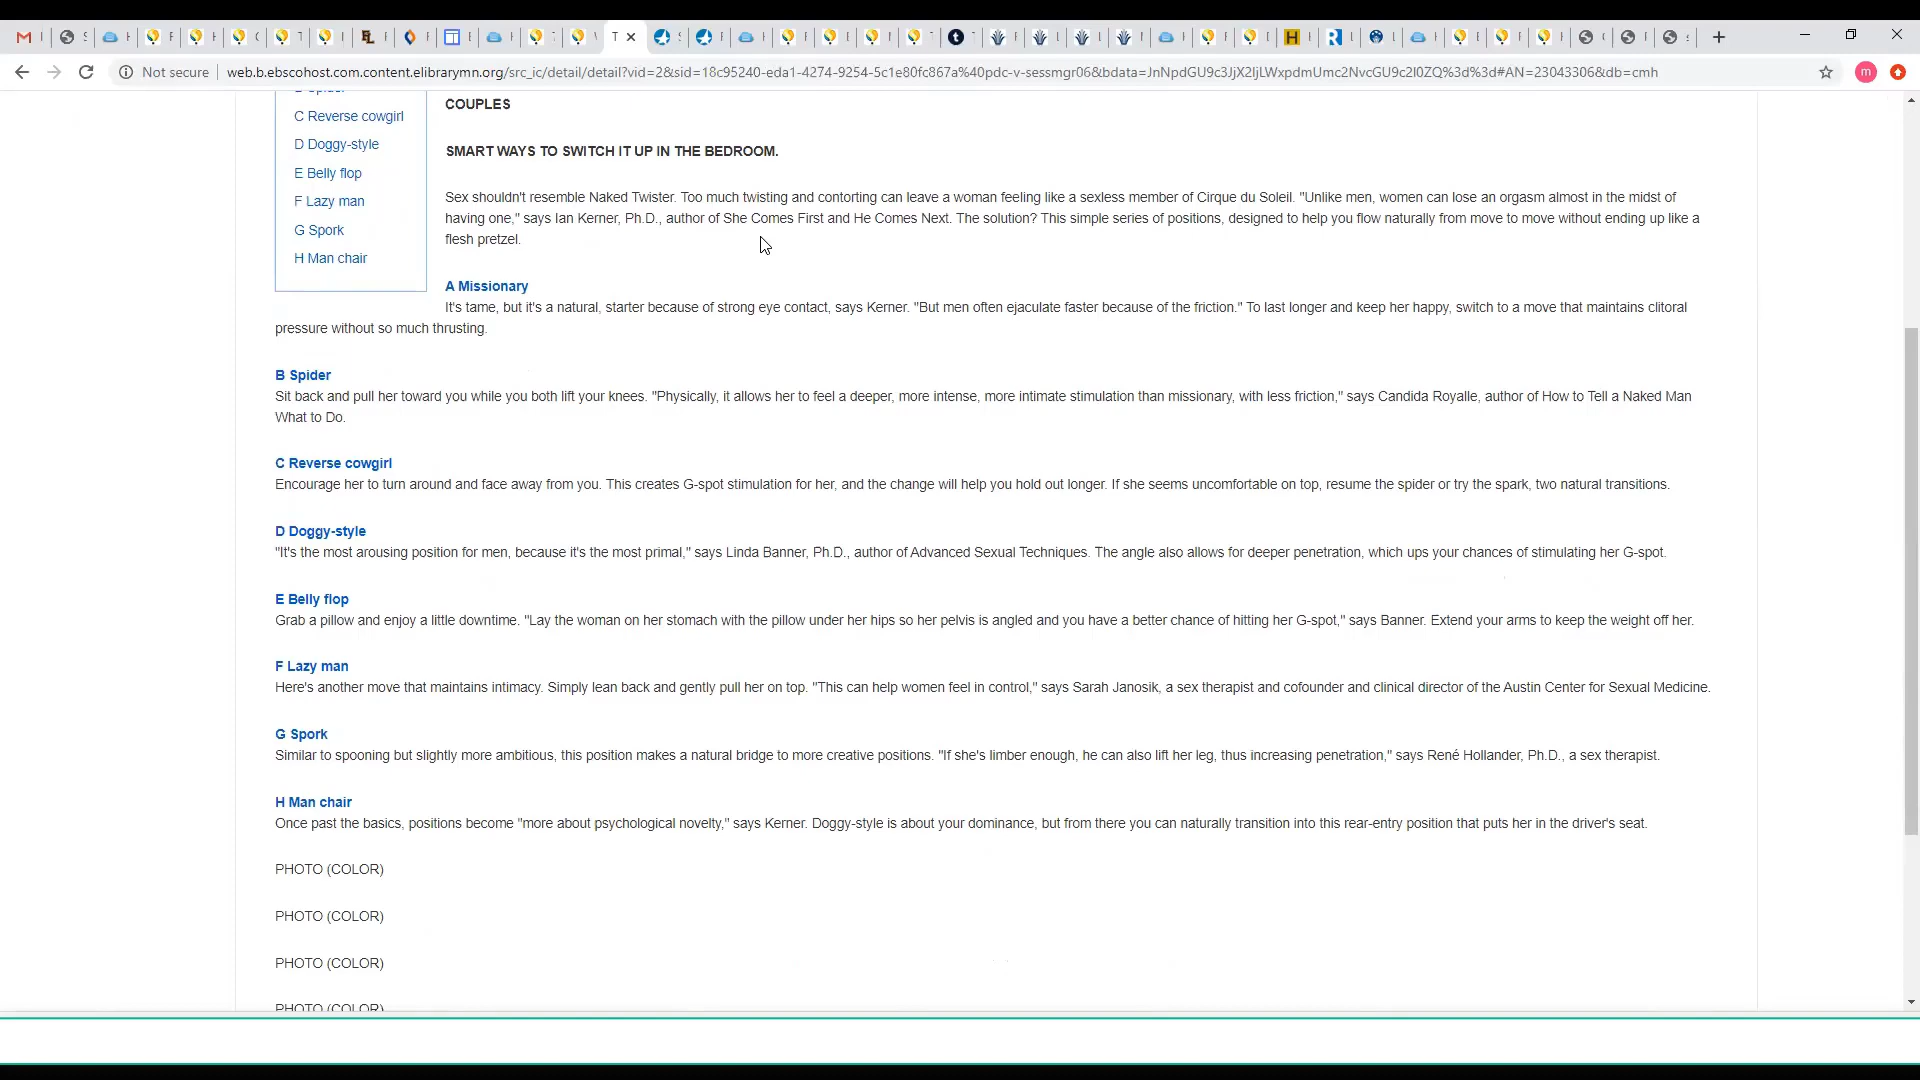 Not secure
web.b.ebscohost.com.content.elibrarymn.org/src_ic/detail/detail?vid=2&sid=18c95240-eda1-4274-9254-5c1e80fc867a%40pdc-v-sessmgr06&bdata=JnNpdGU9c3JjX2ljLWxpdmUmc2NvcGU9c2l0ZQ%3d%3d#AN=23043306&db=cmh
C Reverse cowgirl
D Doggy-style
E Belly flop
F Lazy man
G Spork
H Man chair
COUPLES
SMART WAYS TO SWITCH IT UP IN THE BEDROOM.
Sex shouldn't resemble Naked Twister. Too much twisting and contorting can leave a woman feeling like a sexless member of Cirque du Soleil. "Unlike men, women can lose an orgasm almost in the midst of
having one," says Ian Kerner, Ph.D., author of She Comes First and He Comes Next. The solution? This simple series of positions, designed to help you flow naturally from move to move without ending up like a
flesh pretzel.
A Missionary
It's tame, but it's a natural, starter because of strong eye contact, says Kerner. "But men often ejaculate faster because of the friction." To last longer and keep her happy, switch to a move that maintains clitoral
pressure without so much thrusting.
B Spider
Sit back and pull her toward you while you both lift your knees. "Physically, it allows her to feel a deeper, more intense, more intimate stimulation than missionary, with less friction," says Candida Royalle, author of How to Tell a Naked Man
What to Do.
C Reverse cowgirl
Encourage her to turn around and face away from you. This creates G-spot stimulation for her, and the change will help you hold out longer. If she seems uncomfortable on top, resume the spider or try the spark, two natural transitions.
D Doggy-style
"It's the most arousing position for men, because it's the most primal," says Linda Banner, Ph.D., author of Advanced Sexual Techniques. The angle also allows for deeper penetration, which ups your chances of stimulating her G-spot.
E Belly flop
Grab a pillow and enjoy a little downtime. "Lay the woman on her stomach with the pillow under her hips so her pelvis is angled and you have a better chance of hitting her G-spot," says Banner. Extend your arms to keep the weight off her.
F Lazy man
Here's another move that maintains intimacy. Simply lean back and gently pull her on top. "This can help women feel in control," says Sarah Janosik, a sex therapist and cofounder and clinical director of the Austin Center for Sexual Medicine.
G Spork
Similar to spooning but slightly more ambitious, this position makes a natural bridge to more creative positions. "If she's limber enough, he can also lift her leg, thus increasing penetration," says René Hollander, Ph.D., a sex therapist.
H Man chair
Once past the basics, positions become "more about psychological novelty," says Kerner. Doggy-style is about your dominance, but from there you can naturally transition into this rear-entry position that puts her in the driver's seat.
PHOTO (COLOR)
PHOTO (COLOR)
PHOTO (COLOR)
PHOTO (COLOR)